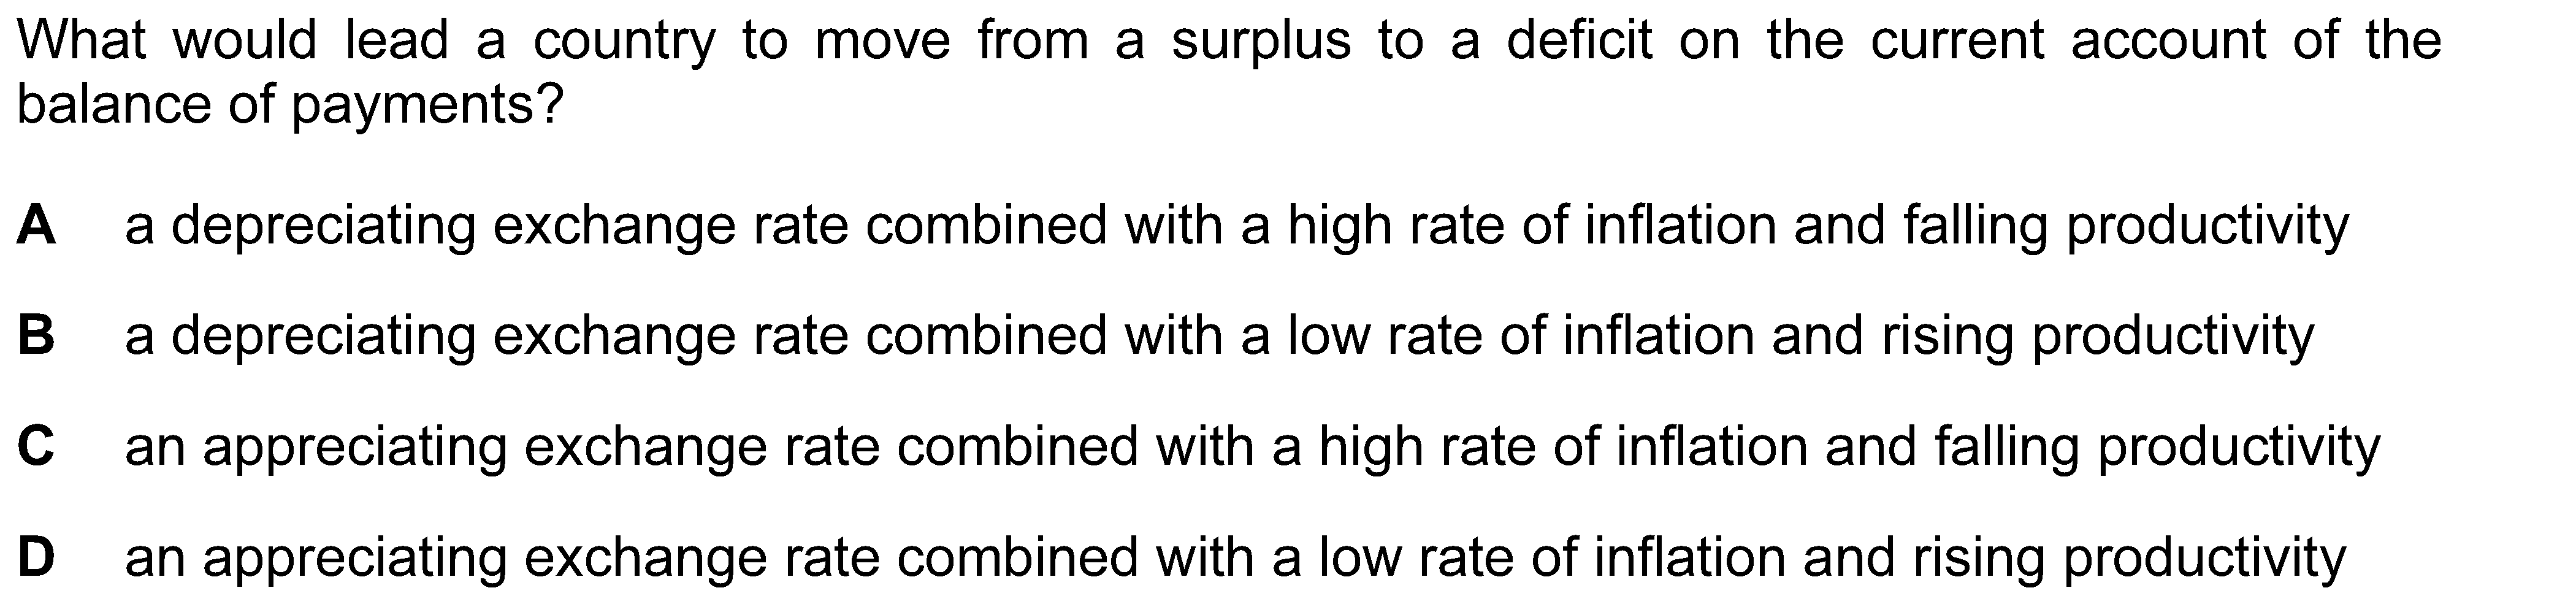 What would lead a country to move from a surplus to a deficit on the current account of the
balance of payments?
A a depreciating exchange rate combined with a high rate of inflation and falling productivity
B a depreciating exchange rate combined with a low rate of inflation and rising productivity
C an appreciating exchange rate combined with a high rate of inflation and falling productivity
D an appreciating exchange rate combined with a low rate of inflation and rising productivity